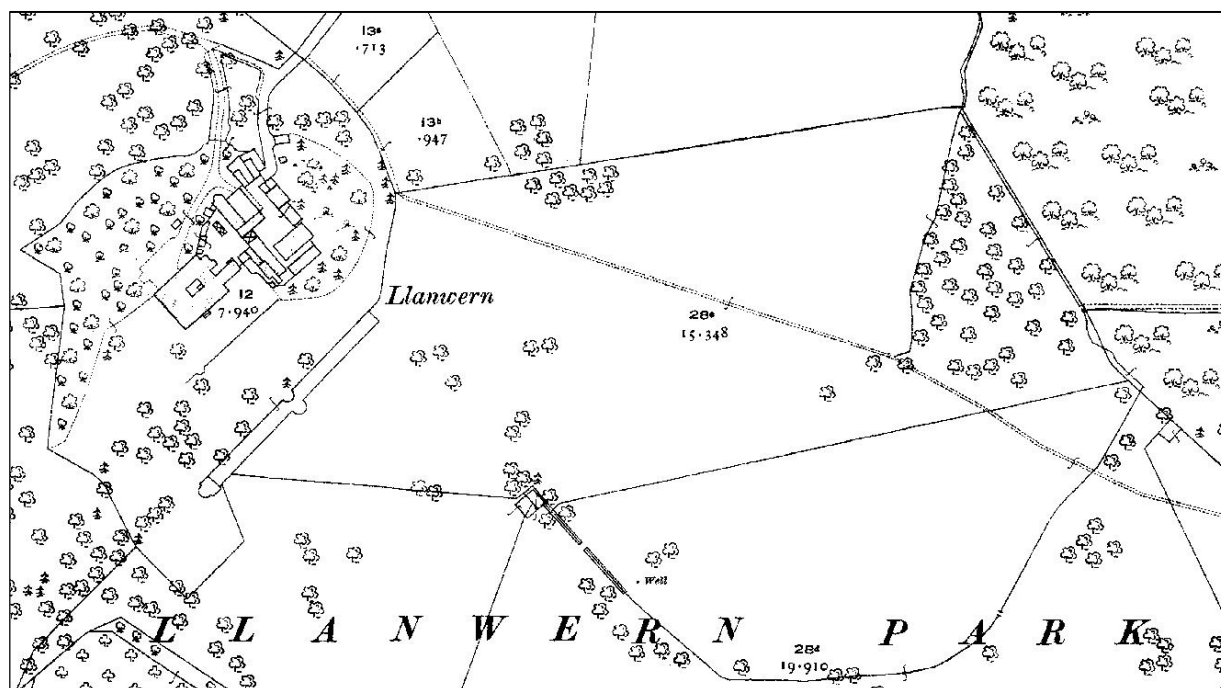 13ᵃ
·713
13ᵇ
·947
12
7·940
Llanwern
28ᵃ
15·348
Well
LLANWERN PARK
28ᵈ
19·910